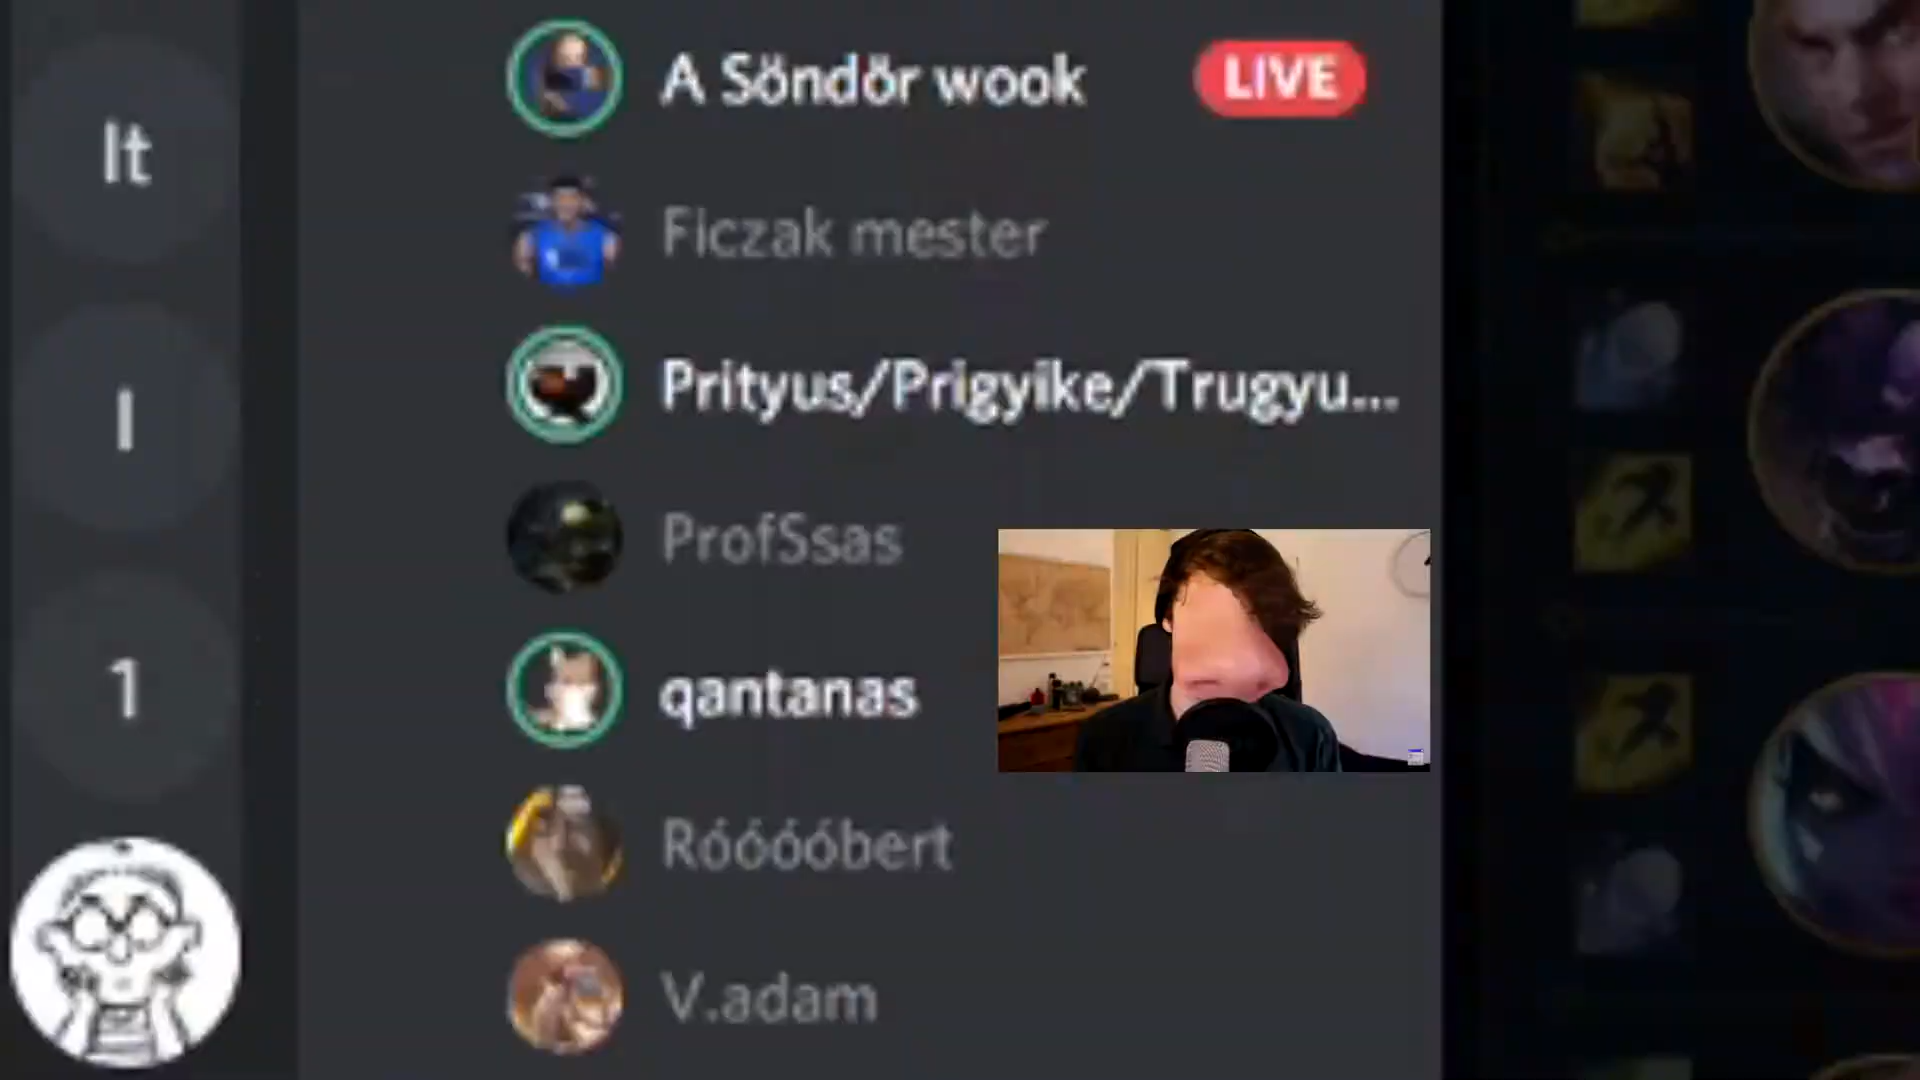 A Söndör wook LIVE
It
Ficzak mester
Prityus/Prigyike/Trugyu...
I
ProfSsas
qantanas
1
Róóóóbert
V.adam